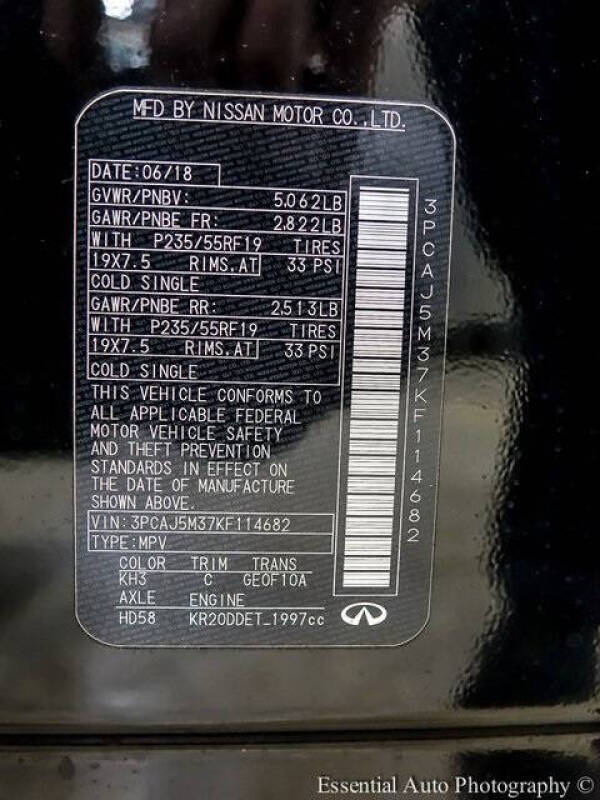 MFD BY NISSAN MOTOR CO.,LTD.
DATE:06/18
GVWR/PNBV: 5,062LB
GAWR/PNBE FR: 2,822LB
WITH P235/55RF19 TIRES
19X7.5 RIMS.AT 33 PSI
COLD SINGLE
GAWR/PNBE RR: 2,513LB
WITH P235/55RF19 TIRES
19X7.5 RIMS.AT 33 PSI
COLD SINGLE
THIS VEHICLE CONFORMS TO
ALL APPLICABLE FEDERAL
MOTOR VEHICLE SAFETY
AND THEFT PREVENTION
STANDARDS IN EFFECT ON
THE DATE OF MANUFACTURE
SHOWN ABOVE.
VIN:3PCAJ5M37KF114682
TYPE:MPV
COLOR TRIM TRANS
KH3 C GEOF10A
AXLE ENGINE
HD58 KR20DDET_1997cc
3PCAJ5M37KF114682
Essential Auto Photography ©